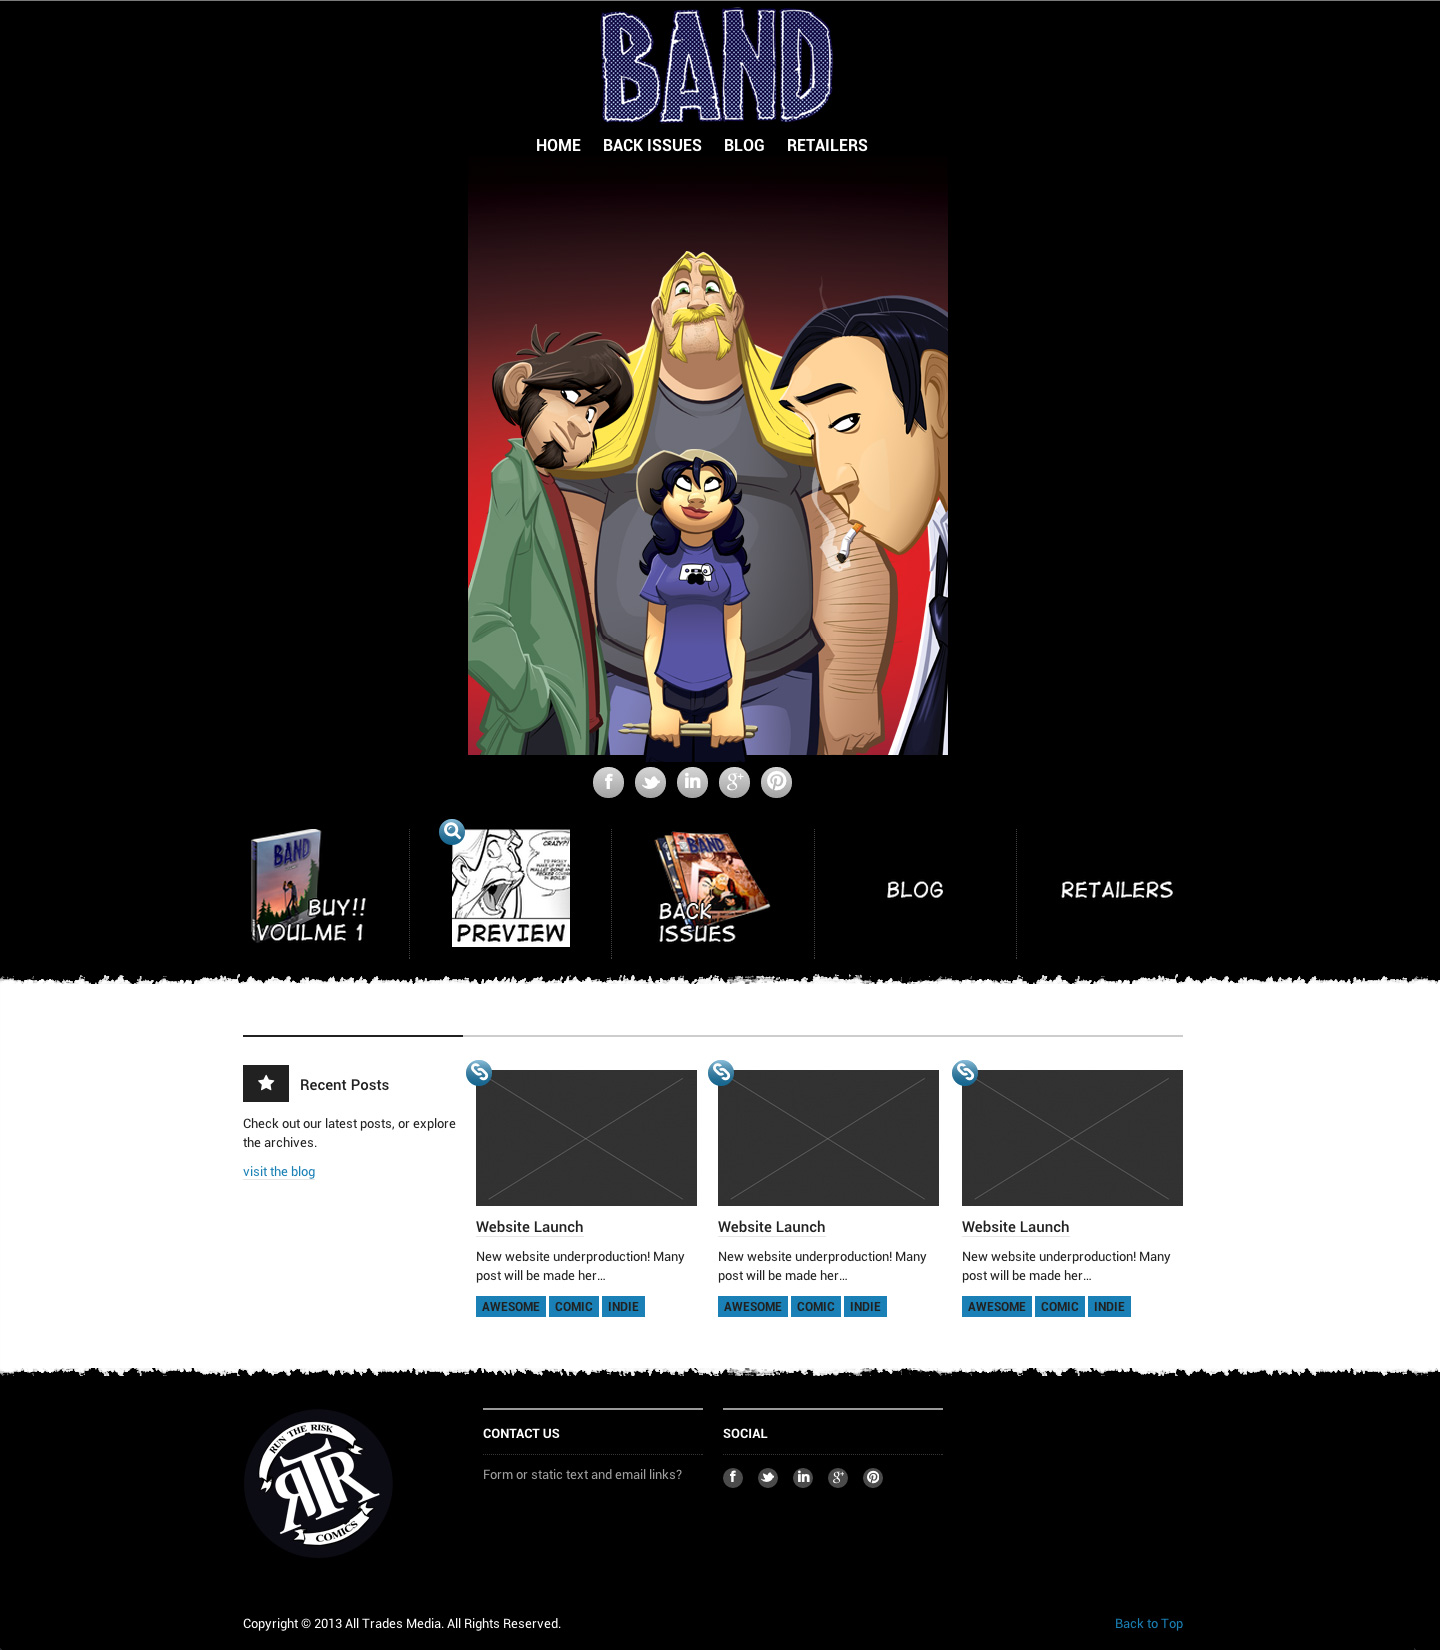 BAND
HOME BACK ISSUES BLOG RETAILERS
BAND
BUY!!
VOULME 1
CRAZY?!
PREVIEW
BAND
BACK
ISSUES
BLOG
RETAILERS
Recent Posts
Check out our latest posts, or explore
the archives.
visit the blog
Website Launch
New website underproduction! Many
post will be made her...
AWESOME COMIC INDIE
Website Launch
New website underproduction! Many
post will be made her...
AWESOME COMIC INDIE
Website Launch
New website underproduction! Many
post will be made her...
AWESOME COMIC INDIE
RUN THE RISK
RTR
COMICS
CONTACT US
Form or static text and email links?
SOCIAL
Copyright © 2013 All Trades Media. All Rights Reserved.
Back to Top